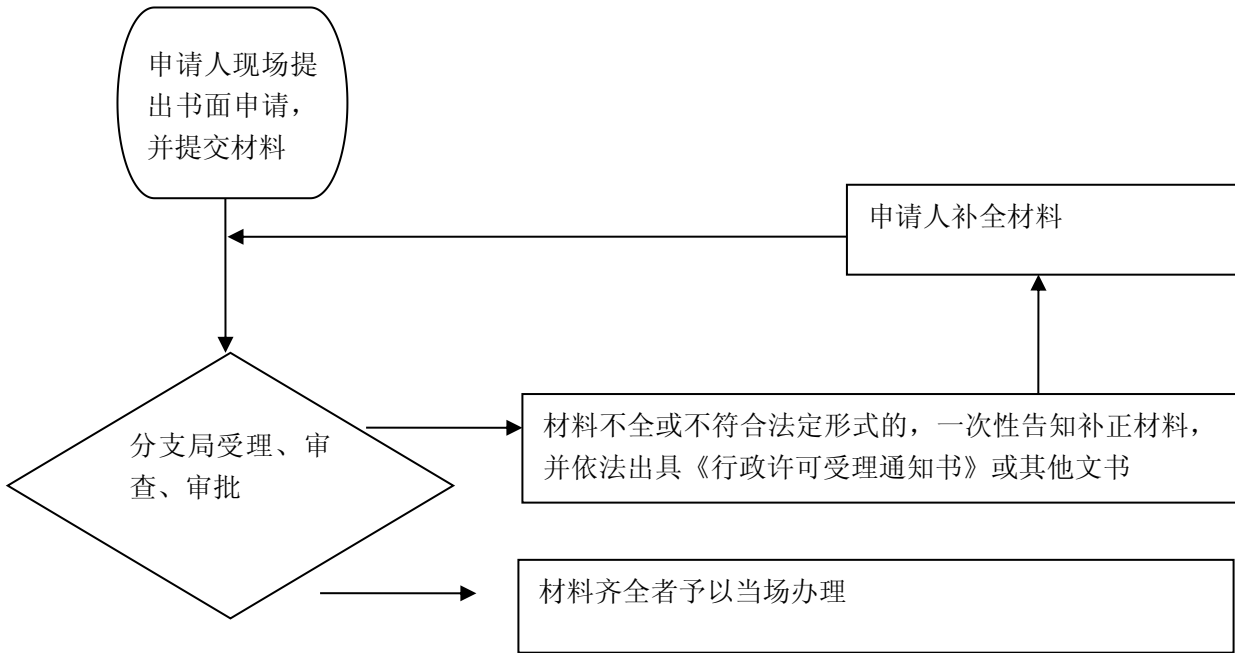 申请人现场提
出书面申请，
并提交材料
申请人补全材料
分支局受理、审
查、审批
材料不全或不符合法定形式的，一次性告知补正材料，
并依法出具《行政许可受理通知书》或其他文书
材料齐全者予以当场办理